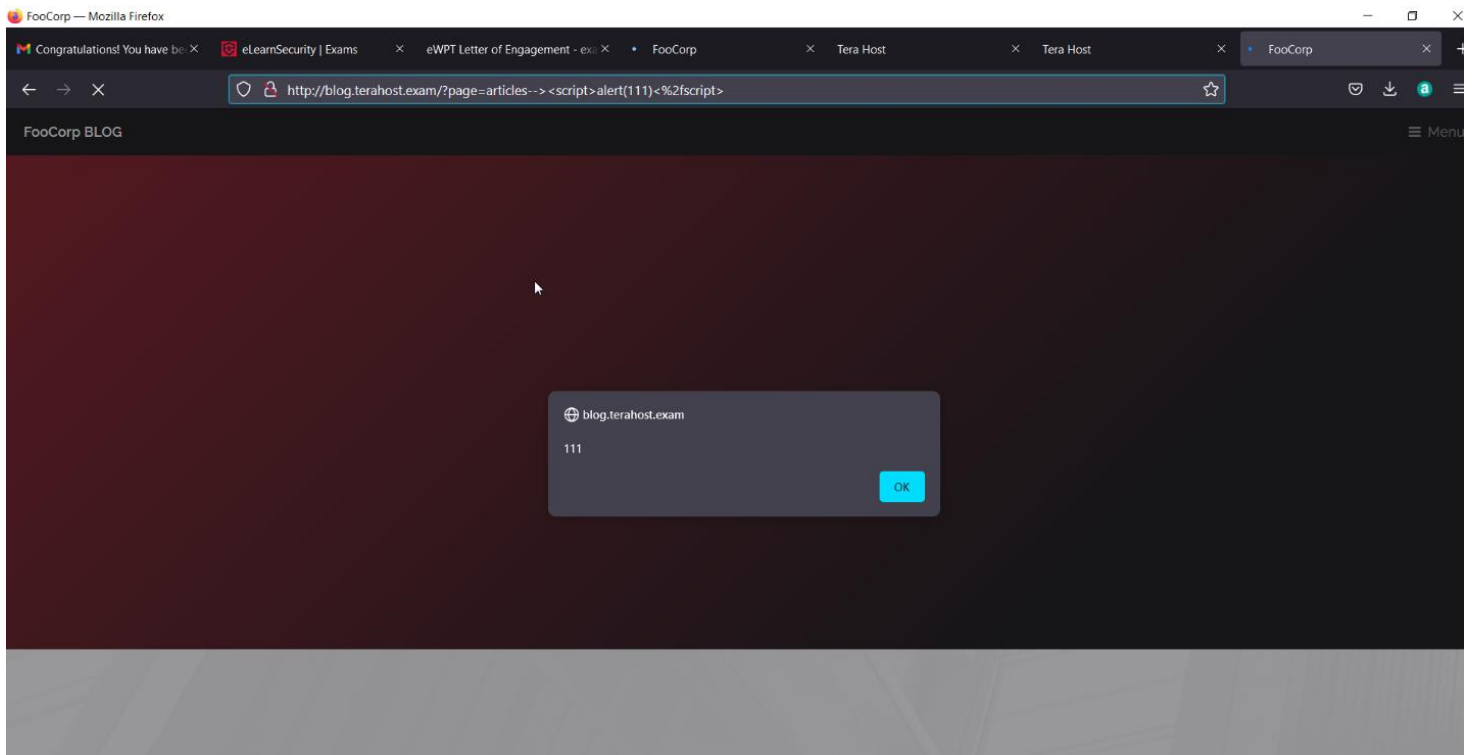 FooCorp — Mozilla Firefox
Congratulations! You have be
eLearnSecurity | Exams
eWPT Letter of Engagement - exa
FooCorp
Tera Host
Tera Host
FooCorp
http://blog.terahost.exam/?page=articles--><script>alert(111)<%2fscript>
a
FooCorp BLOG
Menu
blog.terahost.exam
111
OK